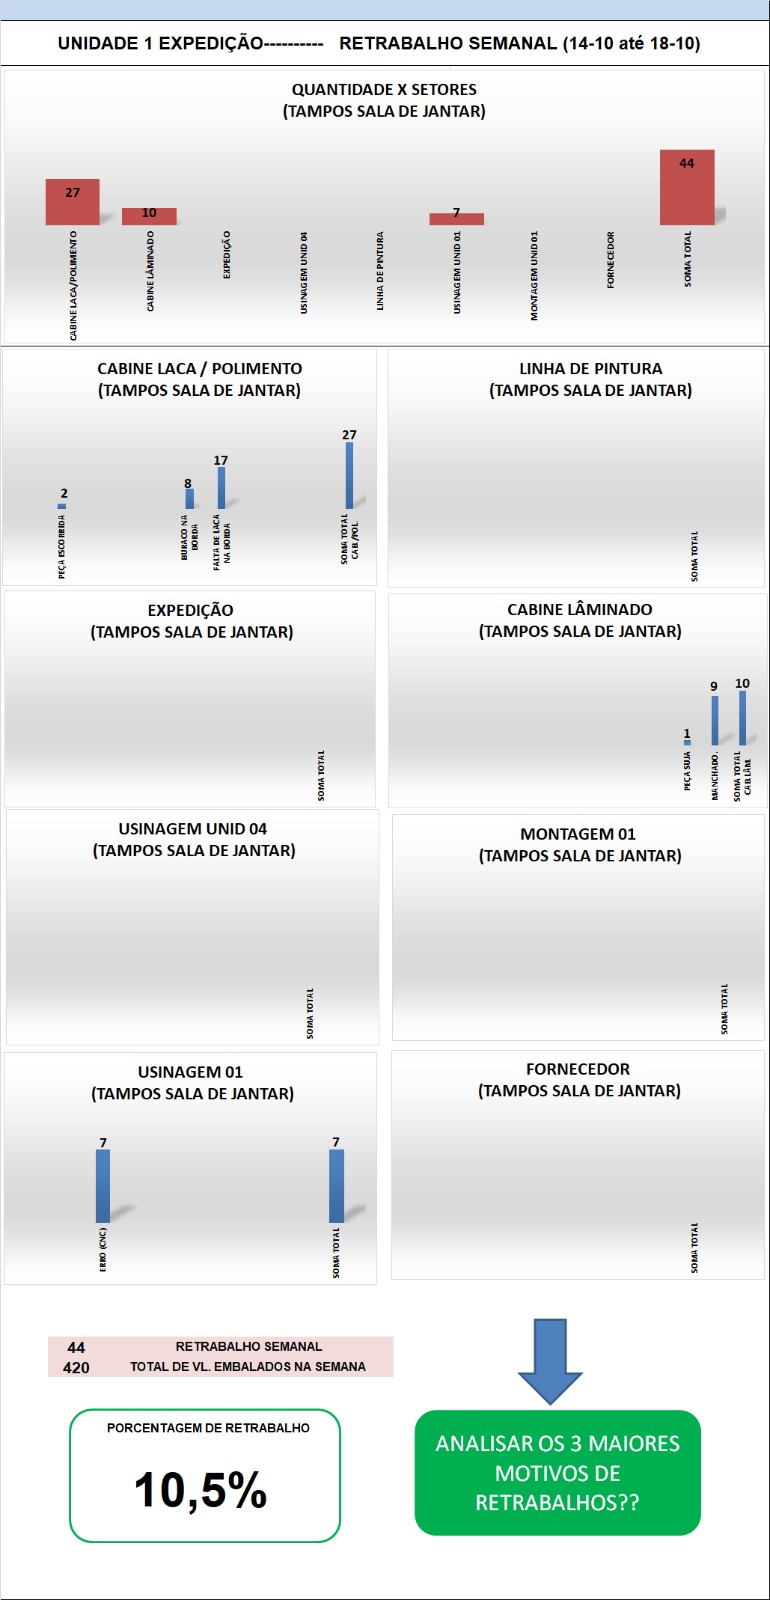 UNIDADE 1 EXPEDIÇÃO---------- RETRABALHO SEMANAL (14-10 até 18-10)
QUANTIDADE X SETORES
(TAMPOS SALA DE JANTAR)
27
10
7
44
CABINE LACA/POLIMENTO
CABINE LÂMINADO
EXPEDIÇÃO
USINAGEM UNID 04
LINHA DE PINTURA
USINAGEM UNID 01
MONTAGEM UNID 01
FORNECEDOR
SOMA TOTAL
CABINE LACA / POLIMENTO
(TAMPOS SALA DE JANTAR)
2
8
17
27
PEÇA ESCORRIDA
BURACO NA
BORDA
FALTA DE LACA
NA BORDA
SOMA TOTAL
CAB./POL.
LINHA DE PINTURA
(TAMPOS SALA DE JANTAR)
SOMA TOTAL
EXPEDIÇÃO
(TAMPOS SALA DE JANTAR)
SOMA TOTAL
CABINE LÂMINADO
(TAMPOS SALA DE JANTAR)
1
9
10
PEÇA SUJA
MANCHADO.
SOMA TOTAL
CAB.LÂM.
USINAGEM UNID 04
(TAMPOS SALA DE JANTAR)
SOMA TOTAL
MONTAGEM 01
(TAMPOS SALA DE JANTAR)
SOMA TOTAL
USINAGEM 01
(TAMPOS SALA DE JANTAR)
7
7
ERRO (CNC)
SOMA TOTAL
FORNECEDOR
(TAMPOS SALA DE JANTAR)
SOMA TOTAL
44 RETRABALHO SEMANAL
420 TOTAL DE VL. EMBALADOS NA SEMANA
PORCENTAGEM DE RETRABALHO
10,5%
ANALISAR OS 3 MAIORES
MOTIVOS DE
RETRABALHOS??